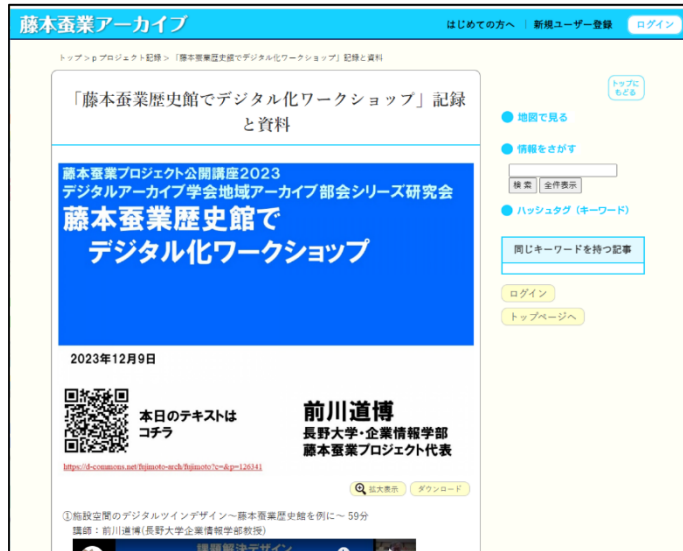 藤本蚕業アーカイブ
はじめての方へ | 新規ユーザー登録 ログイン
トップ > p プロジェクト記録 > 「藤本蚕業歴史館でデジタル化ワークショップ」記録と資料
「藤本蚕業歴史館でデジタル化ワークショップ」記録
と資料
藤本蚕業プロジェクト公開講座2023
デジタルアーカイブ学会地域アーカイブ部会シリーズ研究会
藤本蚕業歴史館で
デジタル化ワークショップ
2023年12月9日
本日のテキストは
コチラ
前川道博
長野大学・企業情報学部
藤本蚕業プロジェクト代表
https://d-commons.net/fujimoto-arch/fujimoto?c=&p=126341
拡大表示 ダウンロード
①施設空間のデジタルツインデザイン～藤本蚕業歴史館を例に～ 59分
講師：前川道博(長野大学企業情報学部教授)
課題解決デザイン
トップに
もどる
地図で見る
情報をさがす
検索 全件表示
ハッシュタグ（キーワード）
同じキーワードを持つ記事
ログイン
トップページへ